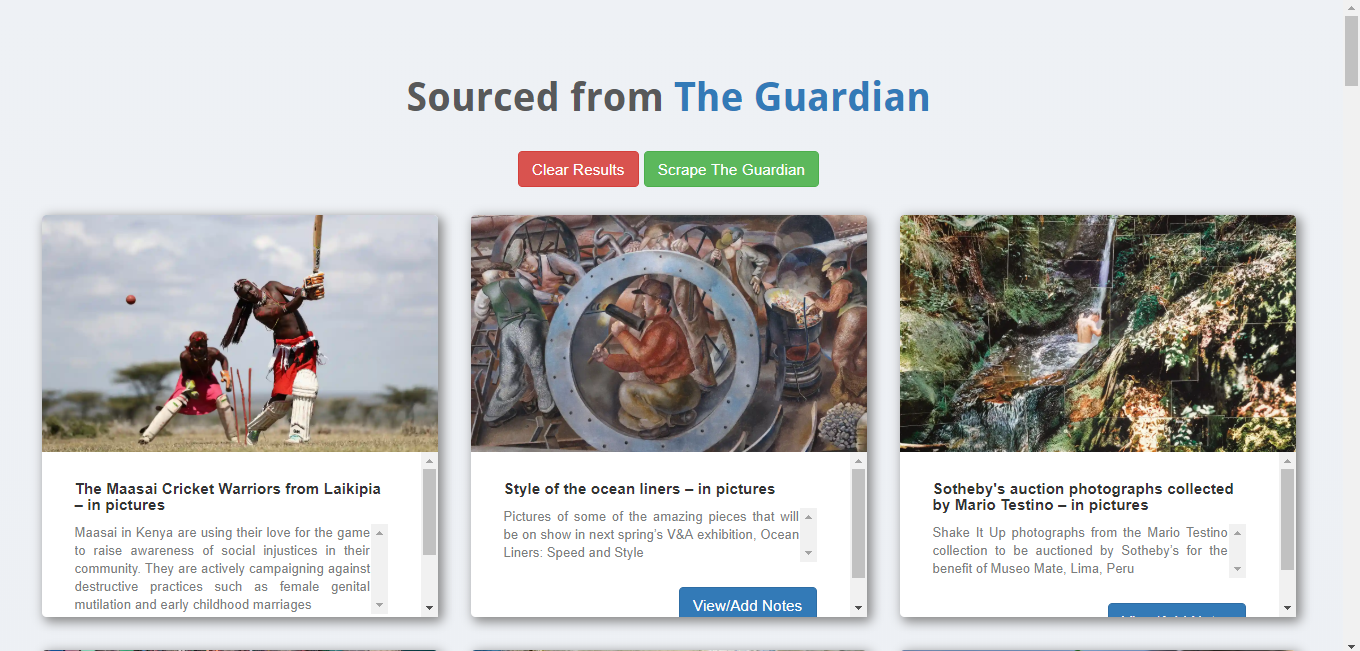 Sourced from The Guardian
Clear Results
Scrape The Guardian
The Maasai Cricket Warriors from Laikipia
– in pictures
Maasai in Kenya are using their love for the game
to raise awareness of social injustices in their
community. They are actively campaigning against
destructive practices such as female genital
mutilation and early childhood marriages
Style of the ocean liners – in pictures
Pictures of some of the amazing pieces that will
be on show in next spring’s V&A exhibition, Ocean
Liners: Speed and Style
View/Add Notes
Sotheby's auction photographs collected
by Mario Testino – in pictures
Shake It Up photographs from the Mario Testino
collection to be auctioned by Sotheby’s for the
benefit of Museo Mate, Lima, Peru